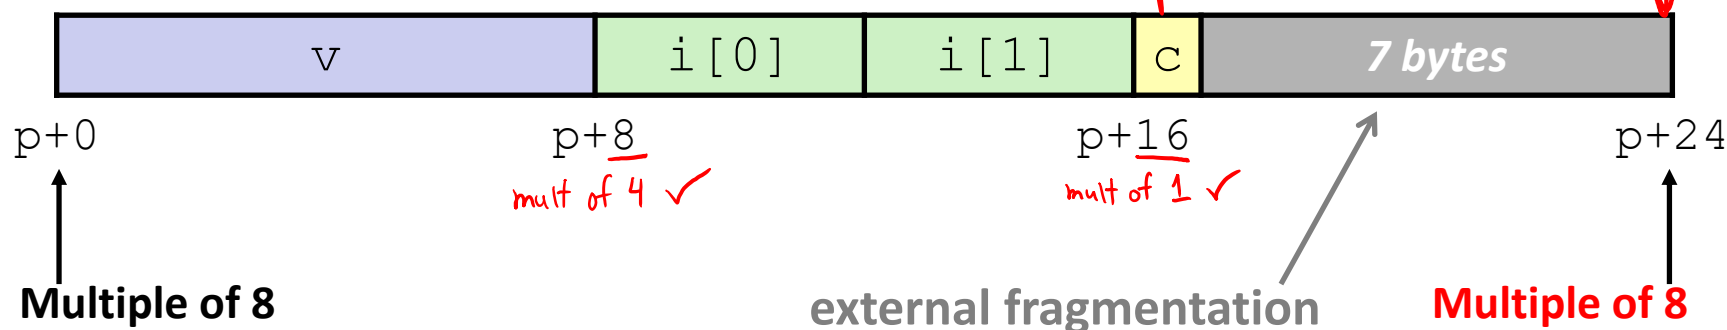 v i[0] i[1] c 7 bytes
p+0 p+8 p+16 p+24
mult of 4 ✓ mult of 1 ✓
Multiple of 8 external fragmentation Multiple of 8